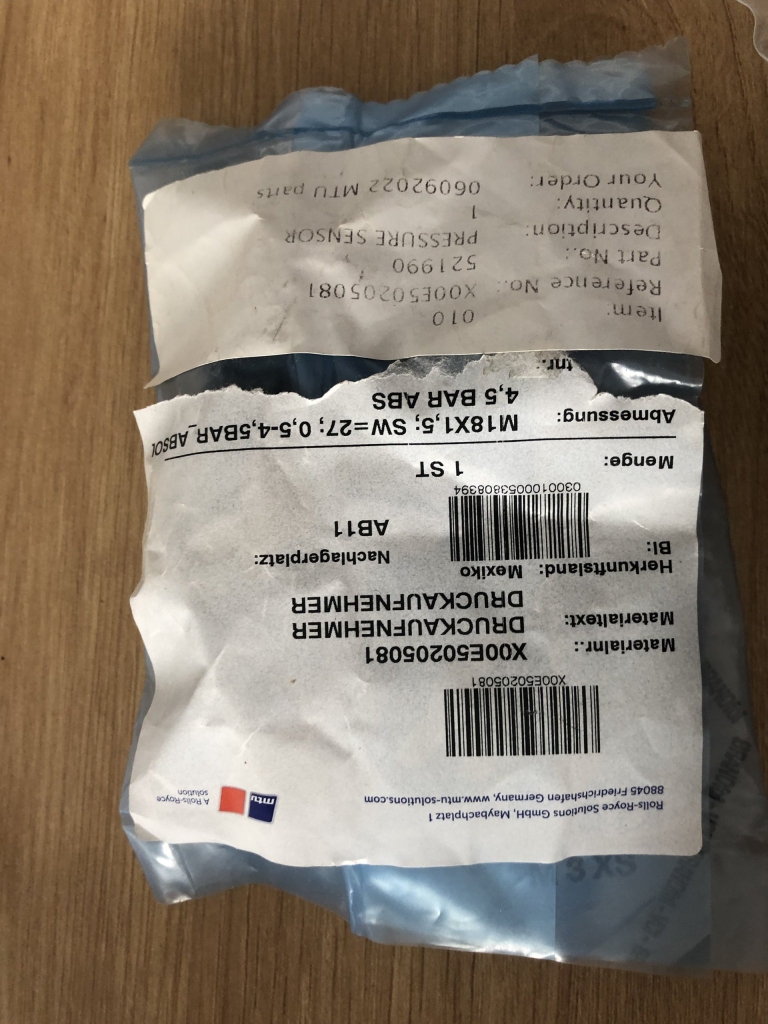 Rolls-Royce Solutions GmbH, Maybachplatz 1
88045 Friedrichshafen Germany, www.mtu-solutions.com
mtu
A Rolls-Royce
solution
X00E50205081
Materialnr.: X00E50205081
Materialtext: DRUCKAUFNEHMER
DRUCKAUFNEHMER
Herkunftsland: Mexiko Nachlagerplatz:
BI: AB11
03001000053808394
Menge: 1 ST
Abmessung: M18X1,5; SW=27; 0,5-4,5BAR_ABSOL
4,5 BAR ABS
tnr.:
Item: 010
Reference No.: X00E50205081
Part No.: 521990
Description: PRESSURE SENSOR
Quantity: 1
Your Order: 06092022 MTU parts